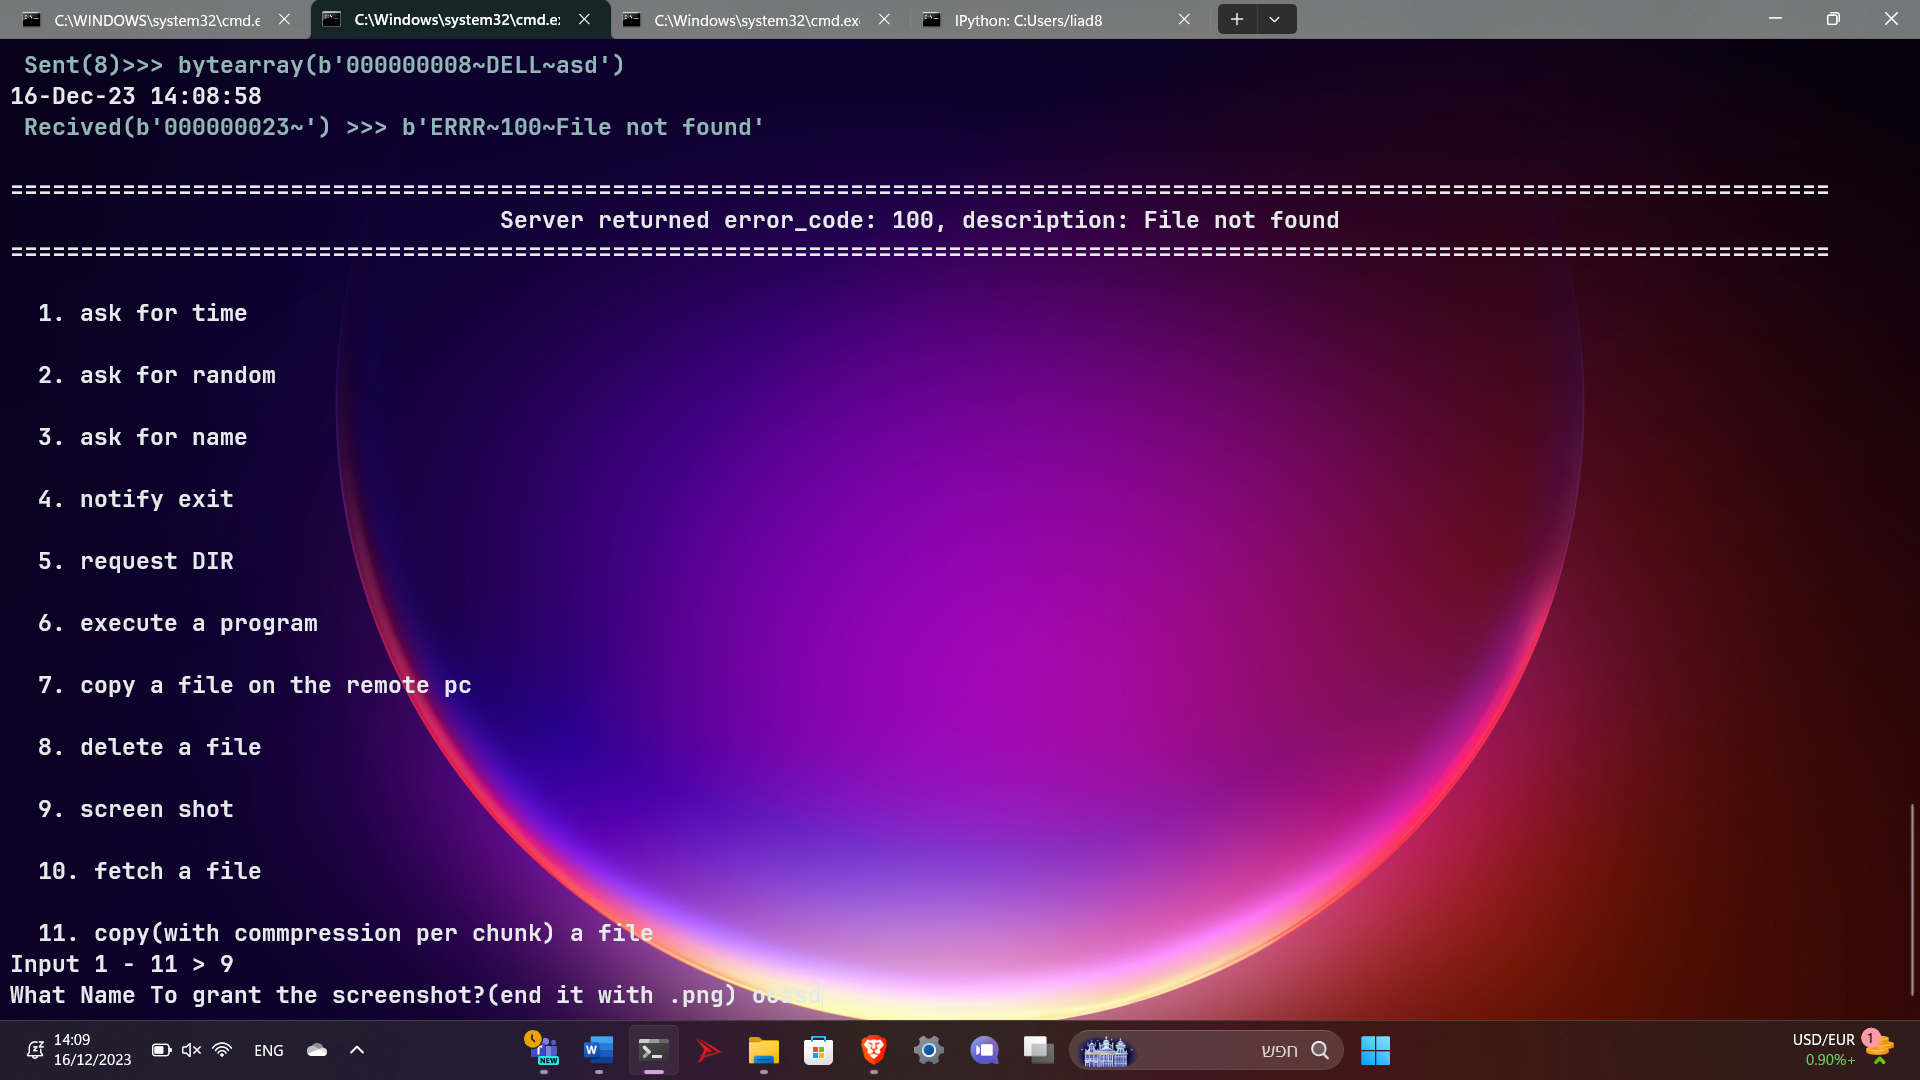 C:\WINDOWS\system32\cmd.e
C:\Windows\system32\cmd.e
C:\Windows\system32\cmd.ex
IPython: C:Users/liad8
Sent(8)>>> bytearray(b'000000008~DELL~asd')
16-Dec-23 14:08:58
Recived(b'000000023~') >>> b'ERRR~100~File not found'
==================================================================================================================================
Server returned error_code: 100, description: File not found
==================================================================================================================================
1. ask for time
2. ask for random
3. ask for name
4. notify exit
5. request DIR
6. execute a program
7. copy a file on the remote pc
8. delete a file
9. screen shot
10. fetch a file
11. copy(with commpression per chunk) a file
Input 1 - 11 > 9
What Name To grant the screenshot?(end it with .png)
14:09
16/12/2023
ENG
NEW
W
חפש
USD/EUR
1
0.90%+